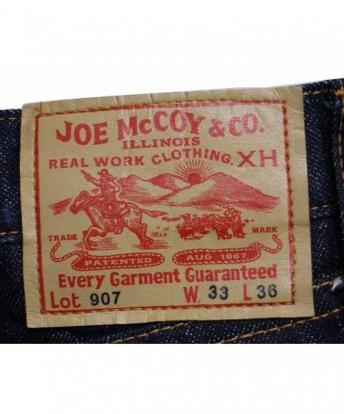 JOE McCOY & CO.
ILLINOIS
REAL WORK CLOTHING. XH
TRADE MARK
PATENTED AUG. 1867
Every Garment Guaranteed
Lot 907 W. 33 L 36